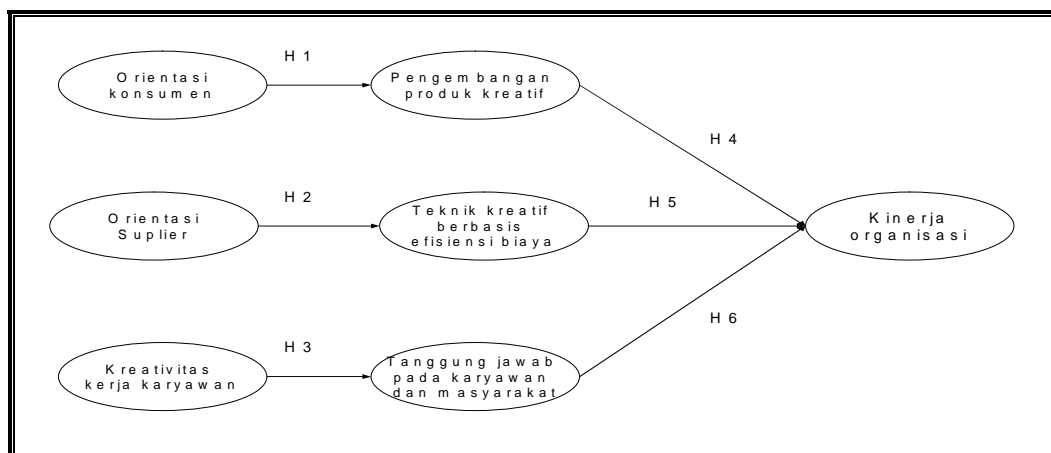 H 1
Orientasi
konsumen
Pengembangan
produk kreatif
H 4
H 2
Orientasi
Suplier
Teknik kreatif
berbasis
efisiensi biaya
H 5
Kinerja
organisasi
H 3
Kreativitas
kerja karyawan
Tanggung jawab
pada karyawan
dan masyarakat
H 6